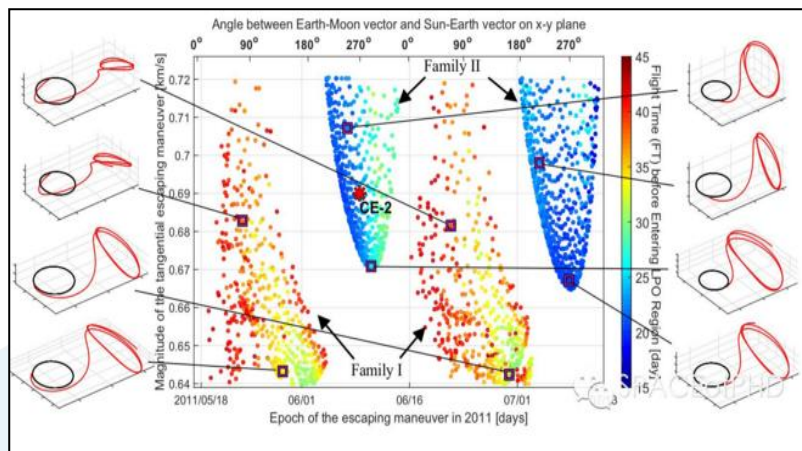 Angle between Earth-Moon vector and Sun-Earth vector on x-y plane
0° 90° 180° 270° 0° 90° 180° 270°
Magnitude of the tangential escaping maneuver [km/s]
0.72
0.71
0.7
0.69
0.68
0.67
0.66
0.65
0.64
Family II
CE-2
Family I
2011/05/18 06/01 06/16 07/01
Epoch of the escaping maneuver in 2011 [days]
45
40
35
30
25
20
15
Flight Time (FT) before Entering LPO Region [day]